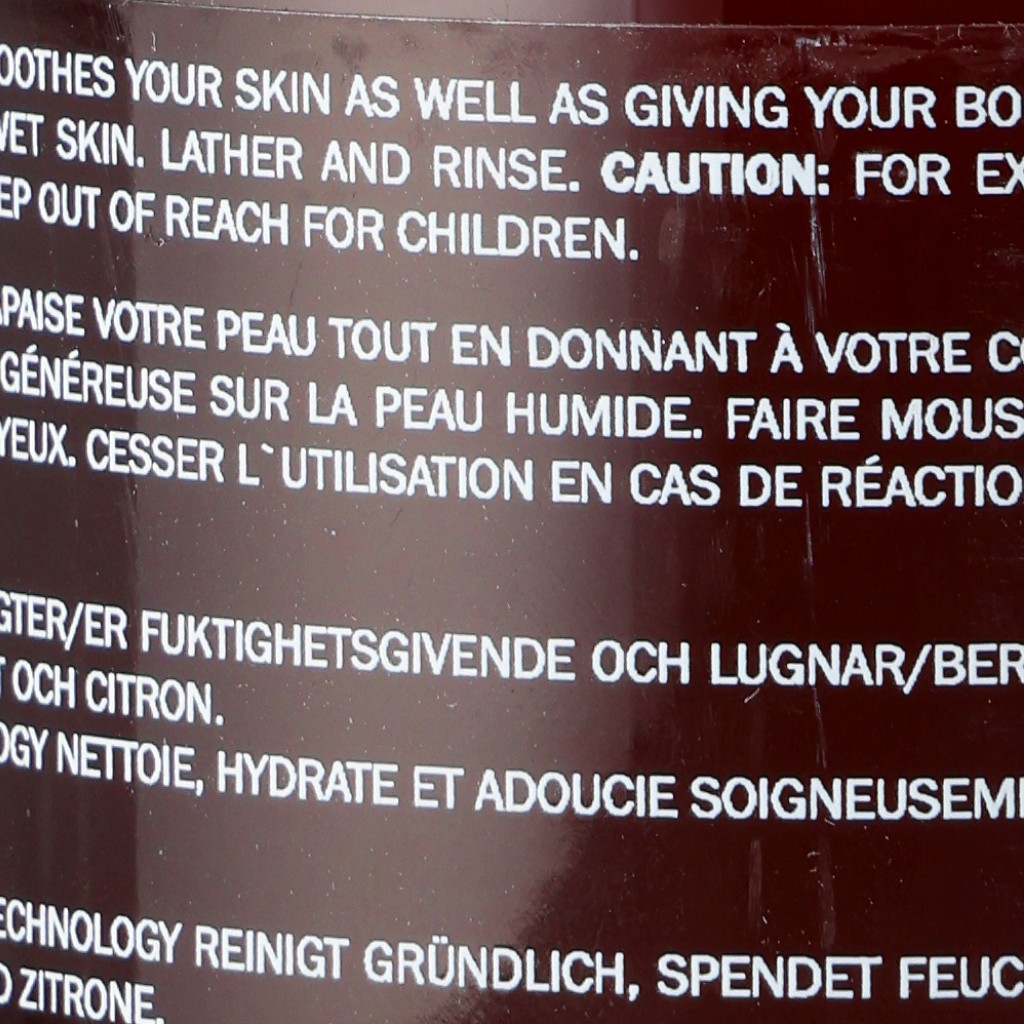 OOTHES YOUR SKIN AS WELL AS GIVING YOUR BO
WET SKIN. LATHER AND RINSE. CAUTION: FOR EX
EP OUT OF REACH FOR CHILDREN.
APAISE VOTRE PEAU TOUT EN DONNANT À VOTRE CO
GÉNÉREUSE SUR LA PEAU HUMIDE. FAIRE MOUS
YEUX. CESSER L`UTILISATION EN CAS DE RÉACTIO
GTER/ER FUKTIGHETSGIVENDE OCH LUGNAR/BER
T OCH CITRON.
OGY NETTOIE, HYDRATE ET ADOUCIE SOIGNEUSEM
ECHNOLOGY REINIGT GRÜNDLICH, SPENDET FEUC
D ZITRONE.